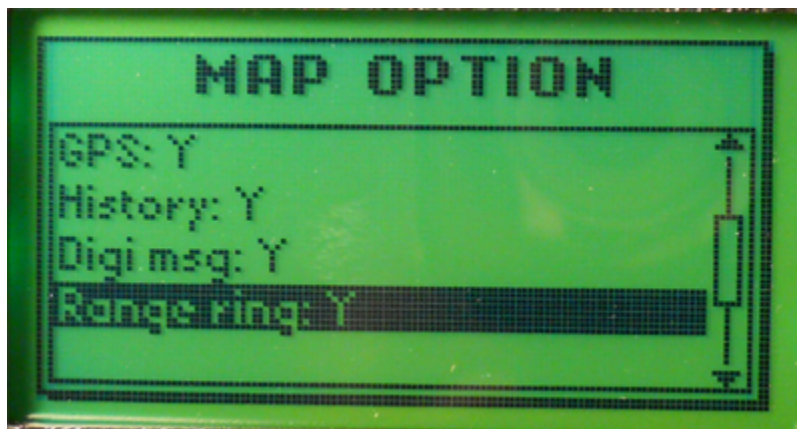 MAP OPTION
GPS: Y
History: Y
Digi msg: Y
Range ring: Y